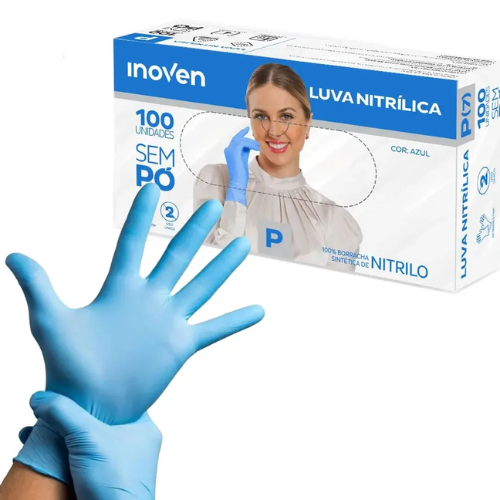 INOVEN
LUVA NITRÍLICA
100
UNIDADES
SEM
PÓ
2
COR: AZUL
P
100% BORRACHA
SINTÉTICA DE NITRILO
LUVA NITRÍLICA P(7)
100
UNIDADES
SEM
2